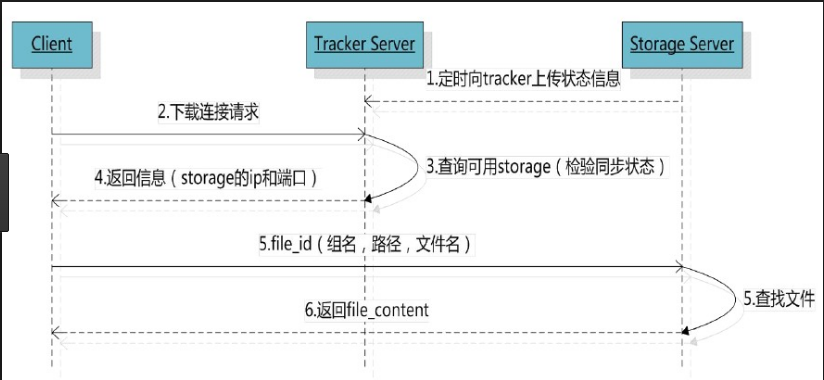 Client
Tracker Server
Storage Server
1.定时向tracker上传状态信息
2.下载连接请求
3.查询可用storage（检验同步状态）
4.返回信息（storage的ip和端口）
5.file_id（组名，路径，文件名）
5.查找文件
6.返回file_content